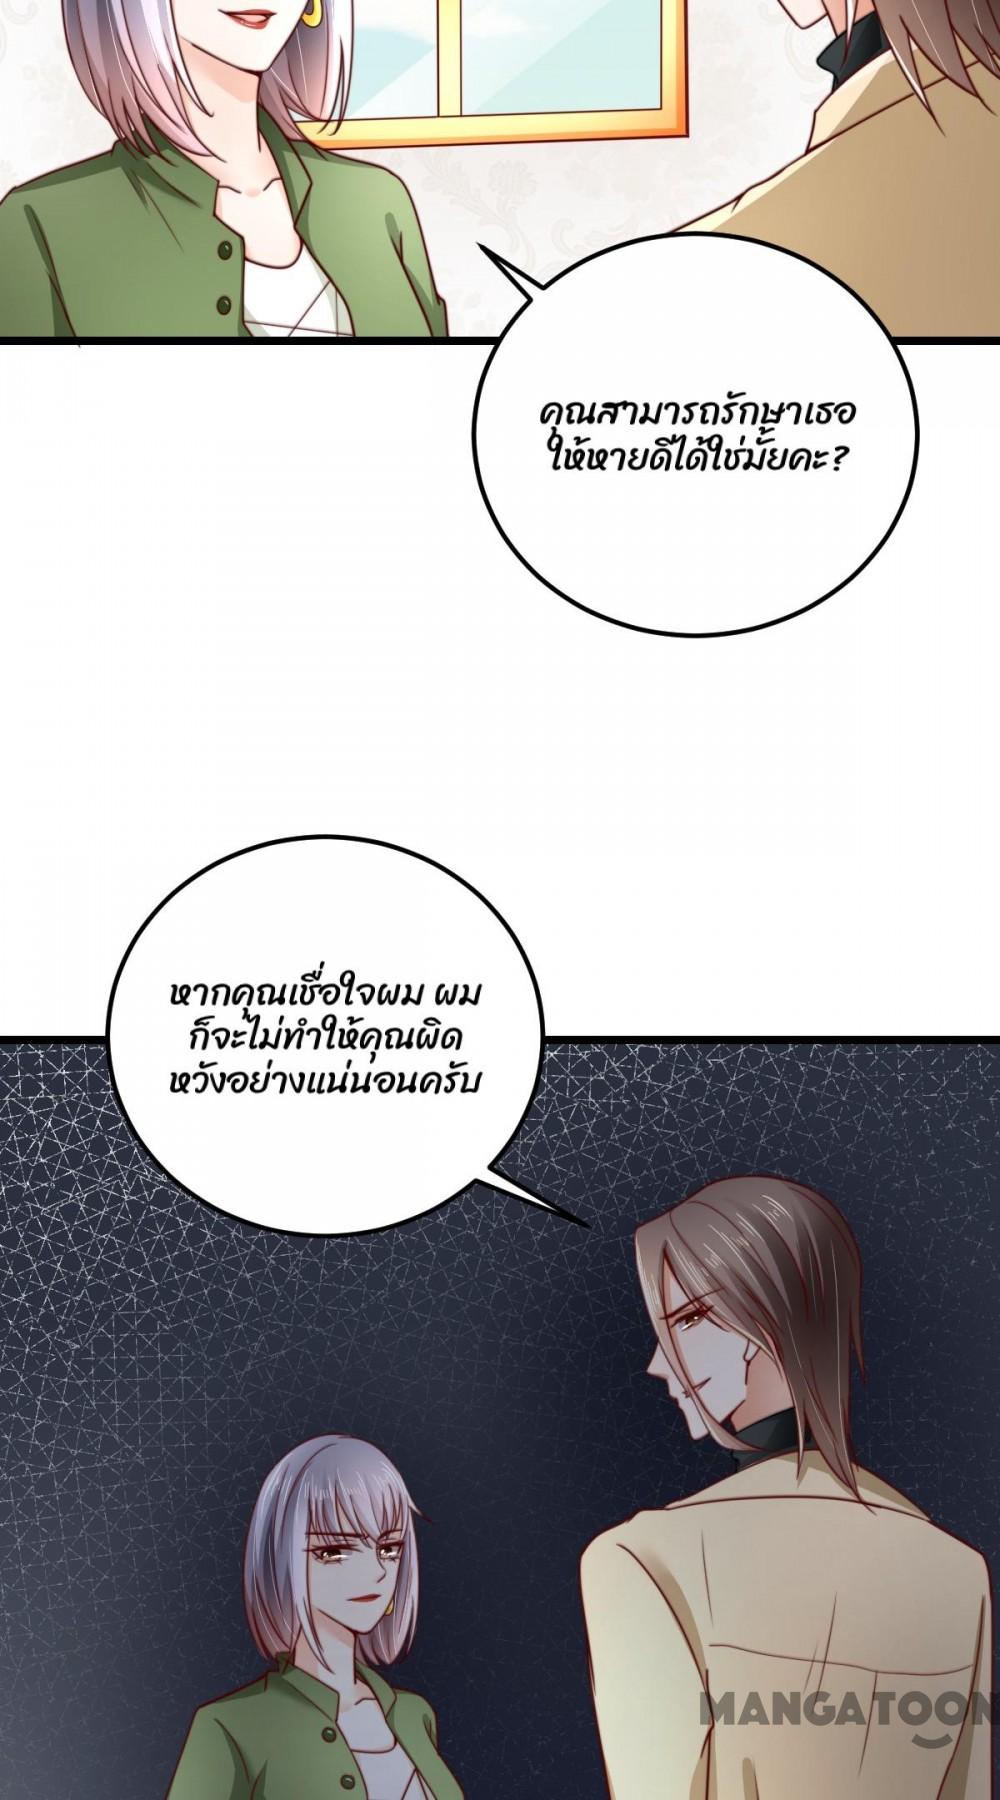 คุณสามารถรักษาเธอ
ให้หายดีได้ใช่มั้ยคะ?
หากคุณเชื่อใจผม ผม
ก็จะไม่ทำให้คุณผิด
หวังอย่างแน่นอนครับ
MANGATOON